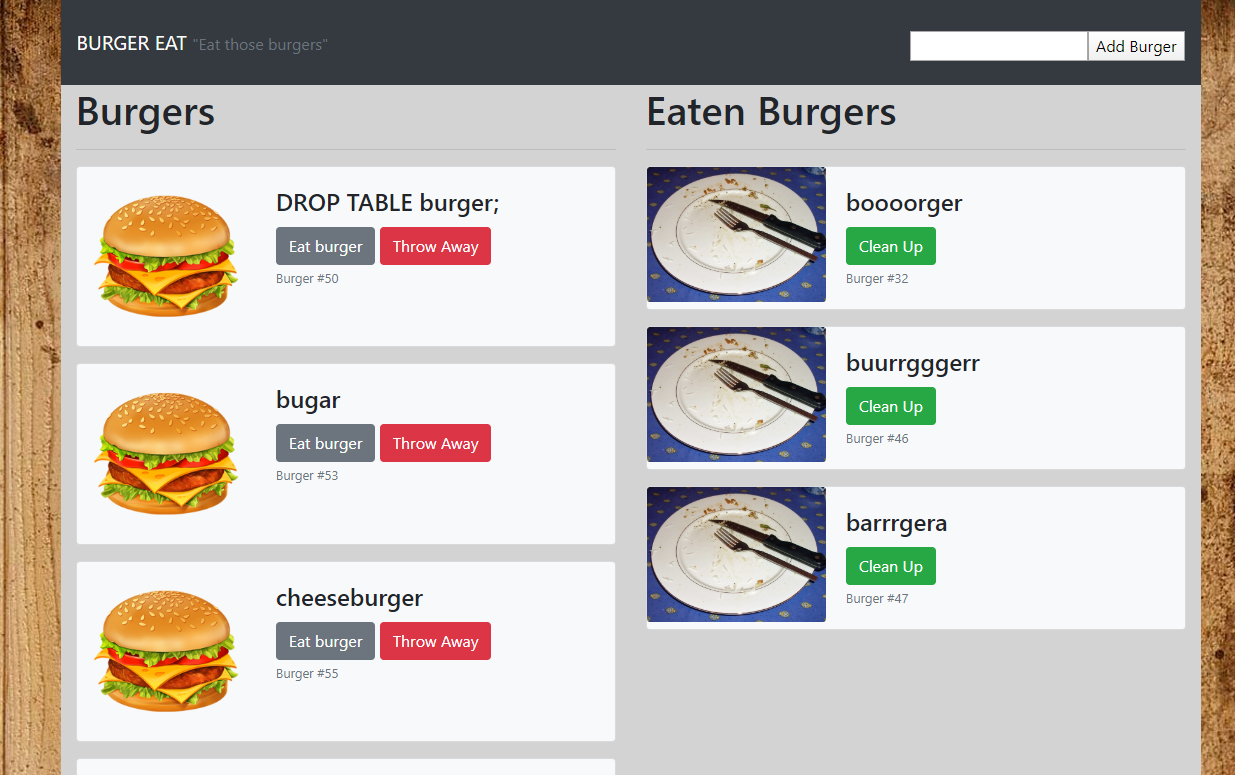 BURGER EAT "Eat those burgers"
Add Burger
Burgers
DROP TABLE burger;
Eat burger Throw Away
Burger #50
bugar
Eat burger Throw Away
Burger #53
cheeseburger
Eat burger Throw Away
Burger #55
Eaten Burgers
boooorger
Clean Up
Burger #32
buurrgggerr
Clean Up
Burger #46
barrrgera
Clean Up
Burger #47